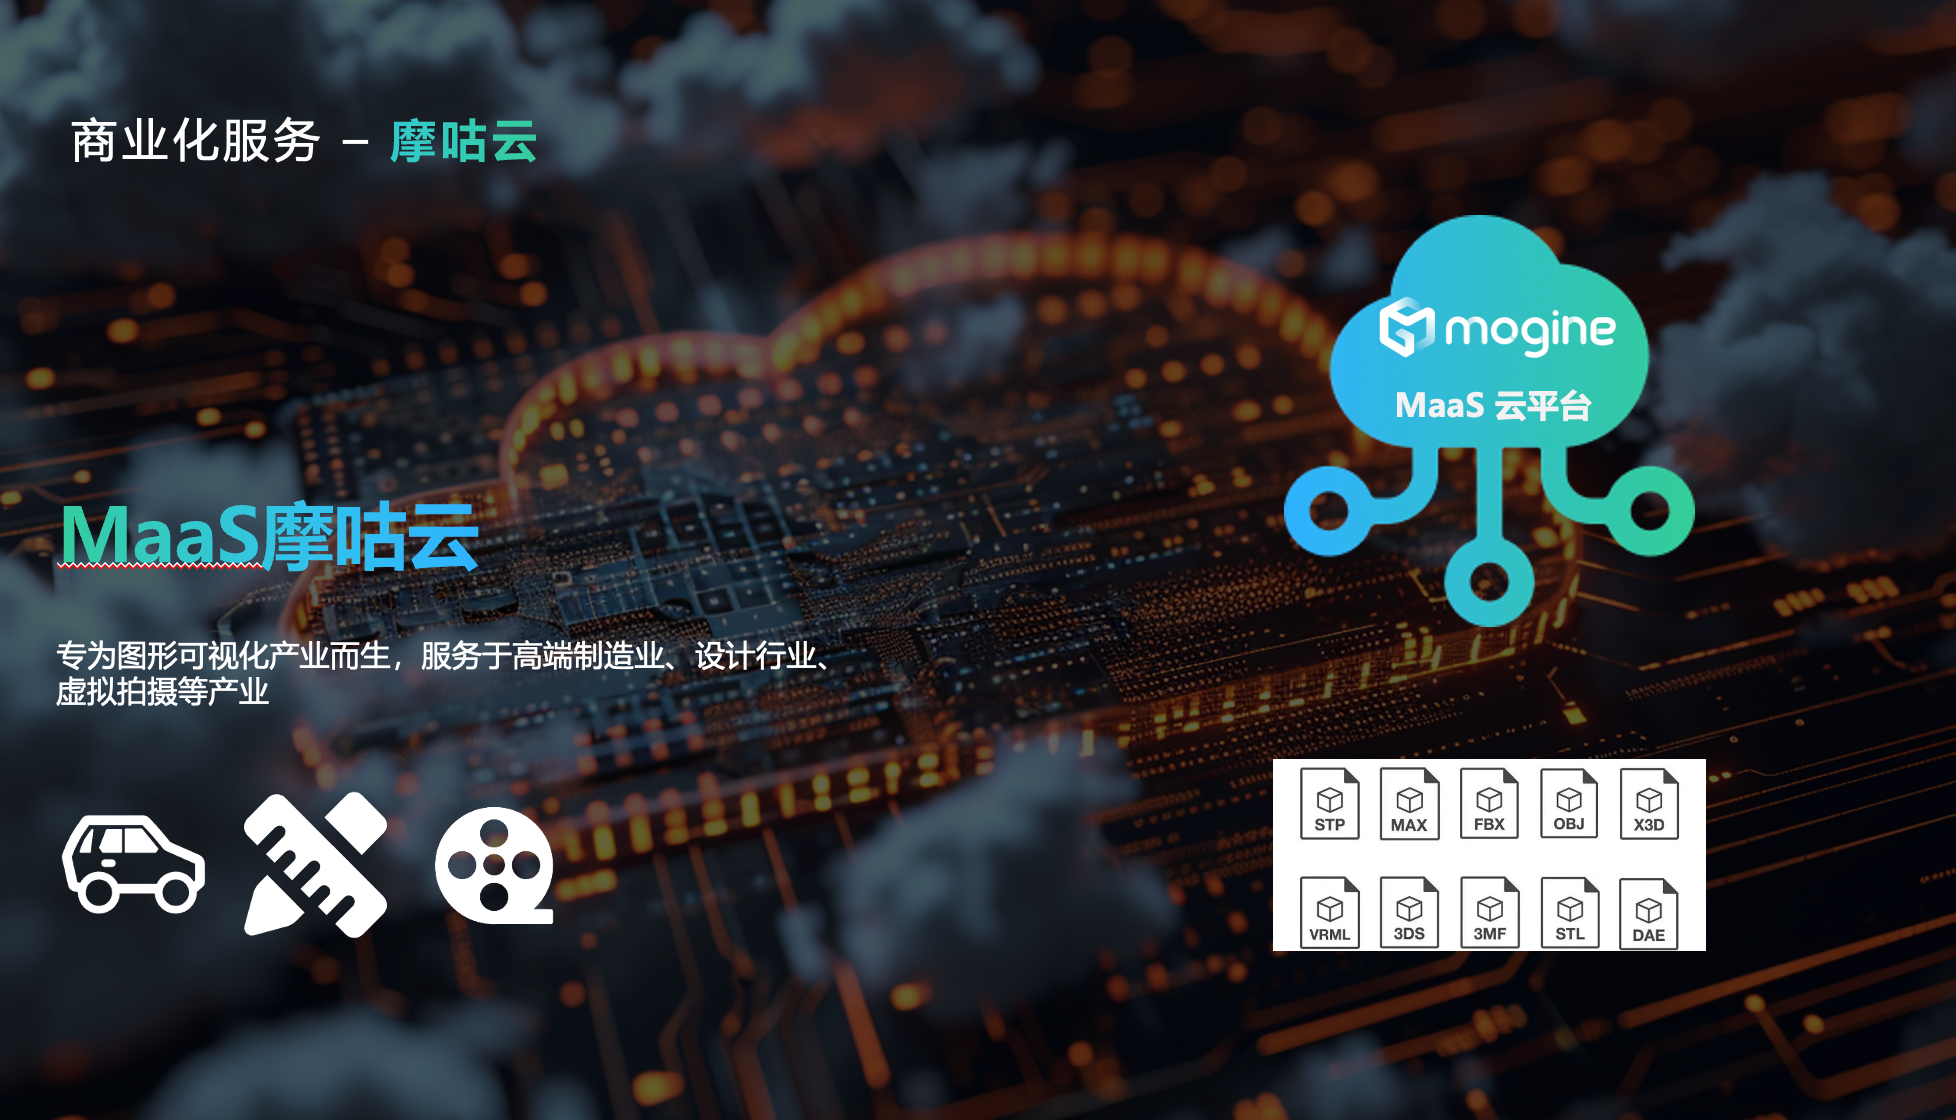 商业化服务 – 摩咕云
mogine
MaaS 云平台
MaaS摩咕云
专为图形可视化产业而生，服务于高端制造业、设计行业、
虚拟拍摄等产业
STP MAX FBX OBJ X3D
VRML 3DS 3MF STL DAE